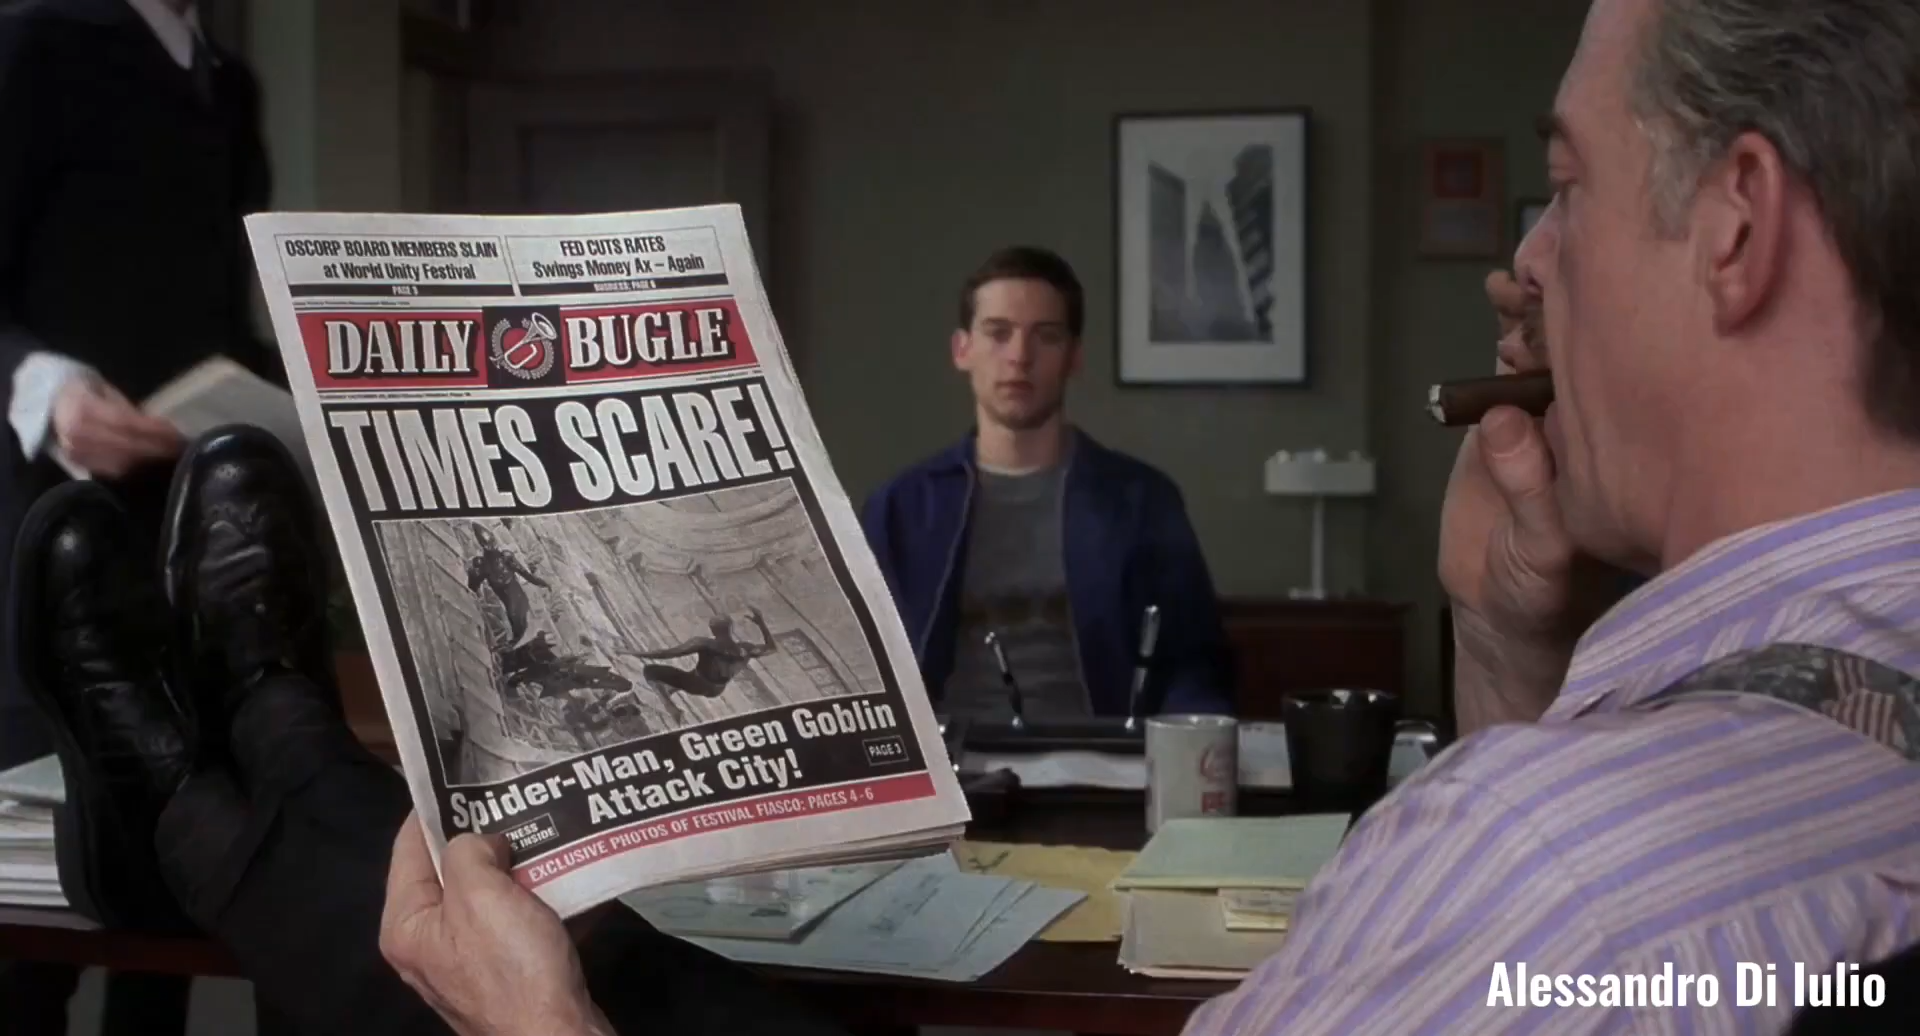 OSCORP BOARD MEMBERS SLAIN
at World Unity Festival
PAGE 3
FED CUTS RATES
Swings Money Ax – Again
BUSINESS: PAGE 6
DAILY BUGLE
TIMES SCARE!
Spider-Man, Green Goblin
Attack City!
PAGE 3
INSIDE
EXCLUSIVE PHOTOS OF FESTIVAL FIASCO: PAGES 4-6
Alessandro Di Iulio